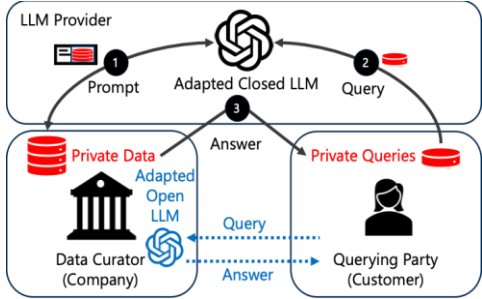 LLM Provider
1
2
Prompt
Adapted Closed LLM
Query
3
Answer
Private Data
Private Queries
Adapted
Open
LLM
Query
Answer
Data Curator
(Company)
Querying Party
(Customer)